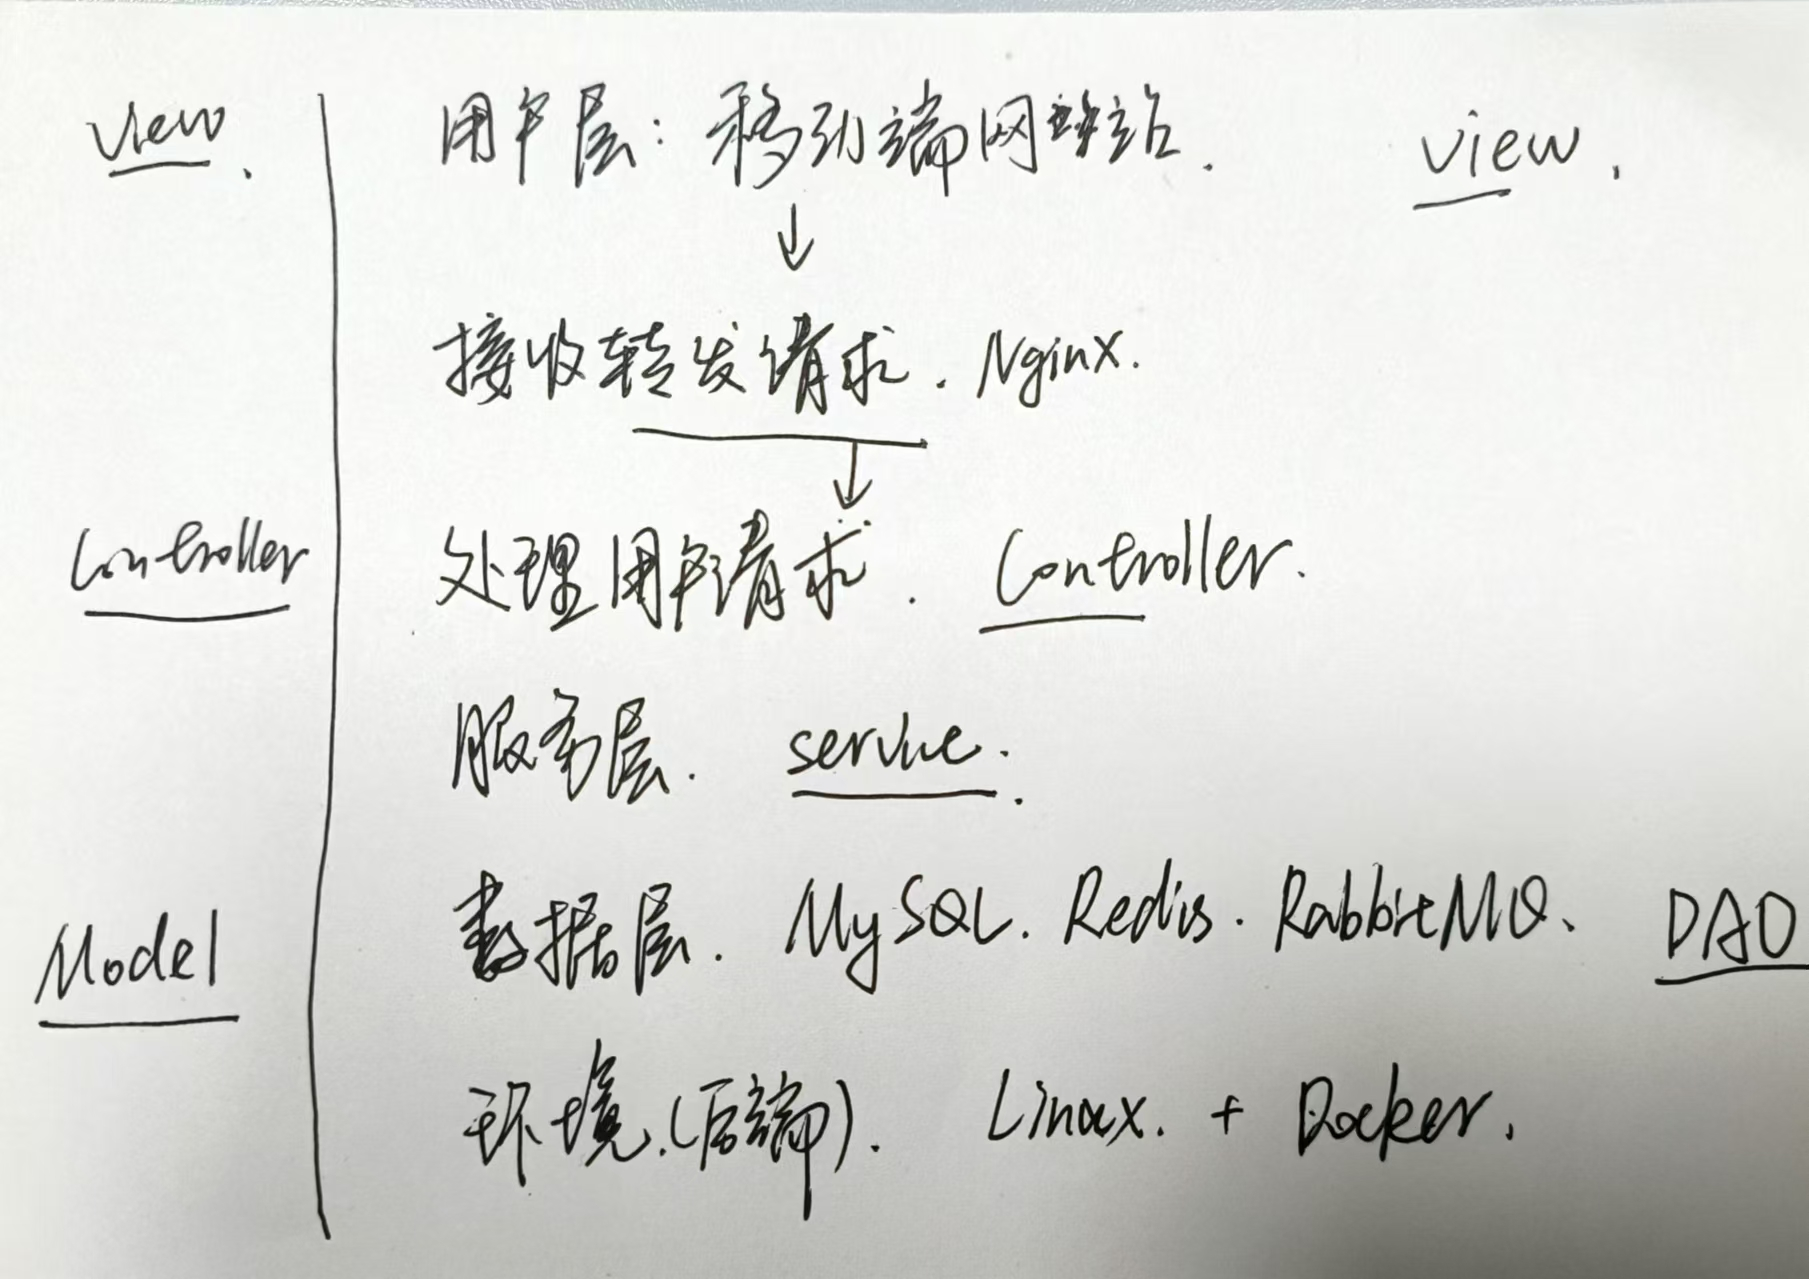 view. 用户层: 移动端网站. view.
接收转发请求. Nginx.
Controller 处理用户请求. Controller.
服务层. service.
Model 数据层. MySQL. Redis. RabbitMQ、 DAO
环境.(后端). Linux. + Docker.